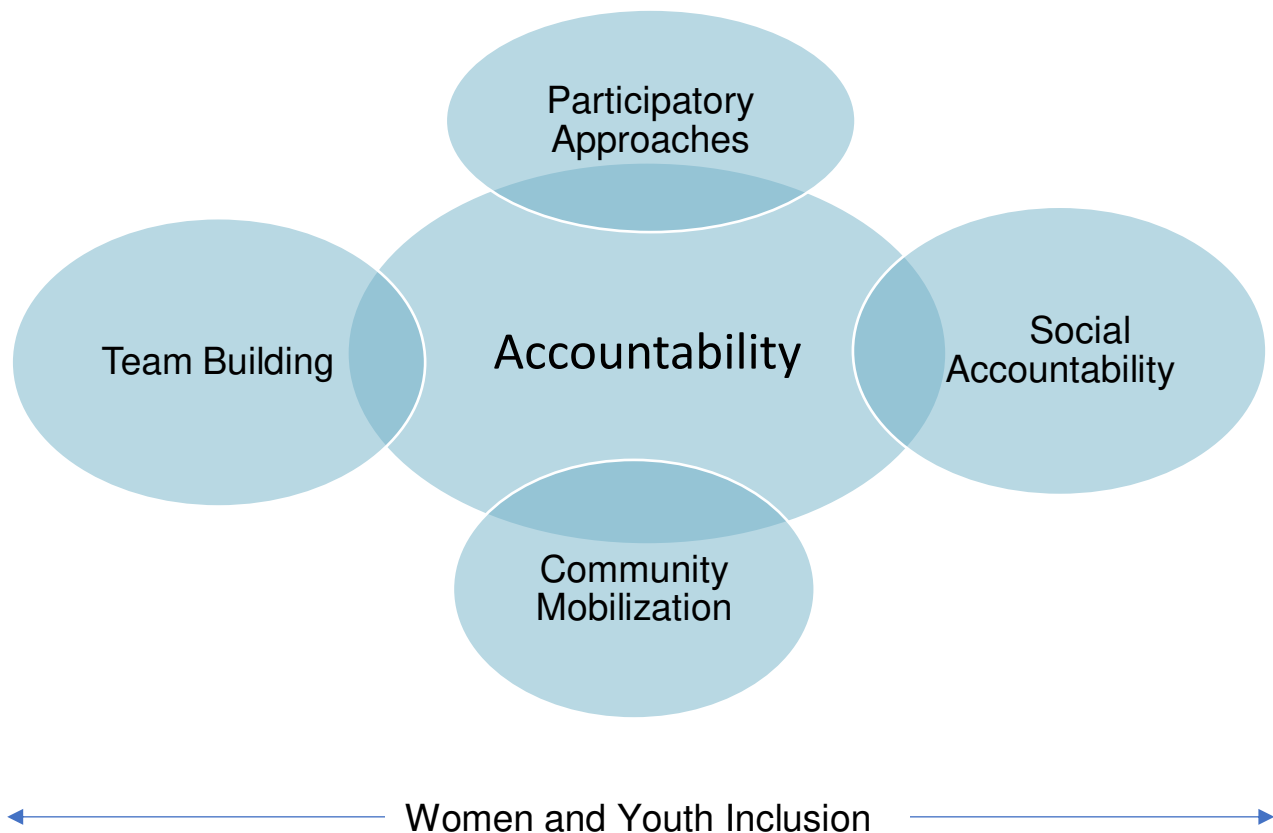 Participatory
Approaches
Team Building
Accountability
Social
Accountability
Community
Mobilization
Women and Youth Inclusion